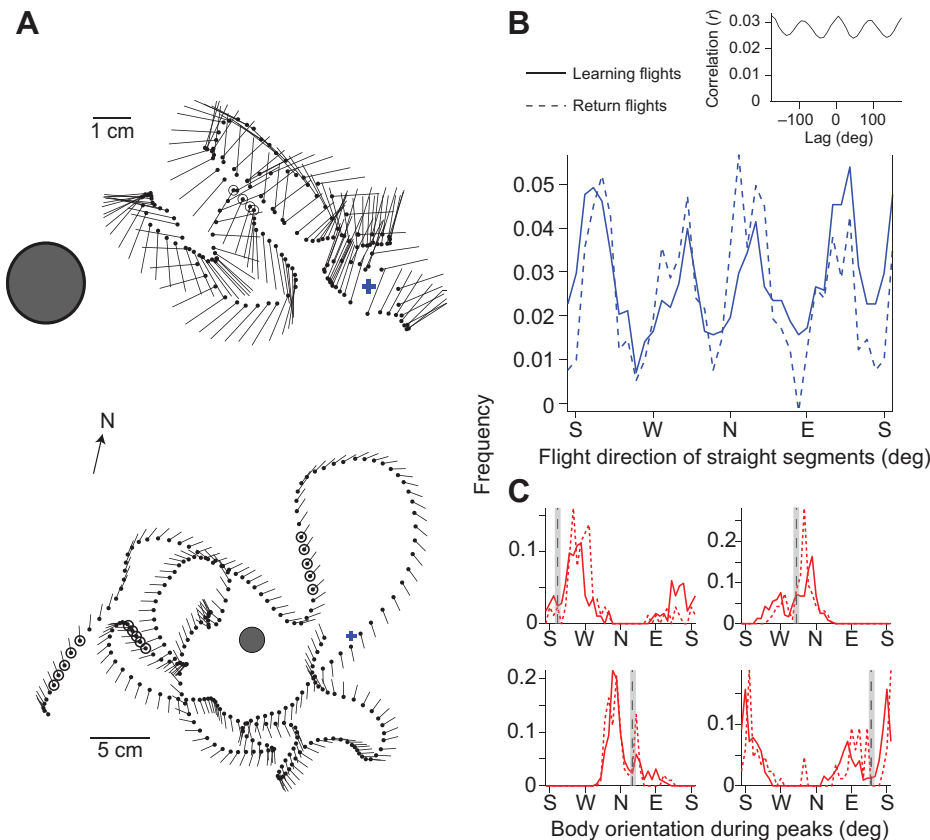 A
1 cm
N
5 cm
B
Learning flights
Return flights
Correlation (r)
0.03
0.02
0.01
0
–100 0 100
Lag (deg)
Frequency
0.05
0.04
0.03
0.02
0.01
0
S W N E S
Flight direction of straight segments (deg)
C
0.1
0
S W N E S
0.2
0.1
0
S W N E S
0.2
0.1
0
S W N E S
0.1
0
S W N E S
Body orientation during peaks (deg)